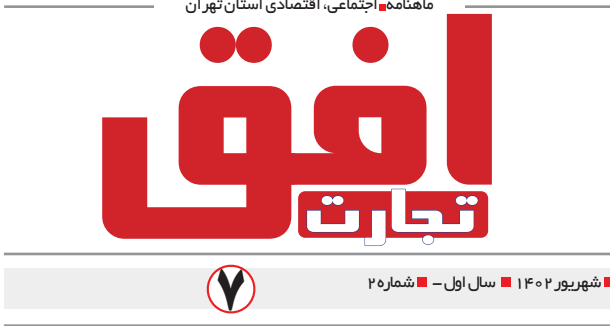 ماهنامه اجتماعی، اقتصادی استان تهران
افق
تجارت
شهریور ۱۴۰۲ سال اول – شماره ۲
۷